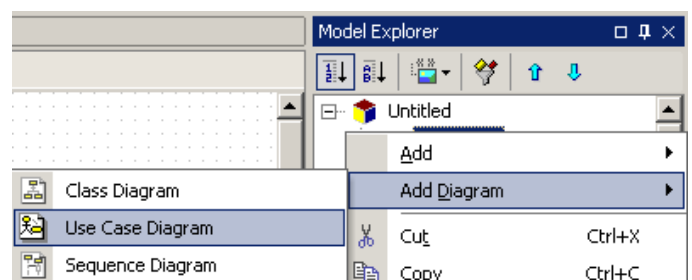 Model Explorer
Untitled
Add
Add Diagram
Class Diagram
Use Case Diagram
Cut Ctrl+X
Sequence Diagram
Copy Ctrl+C